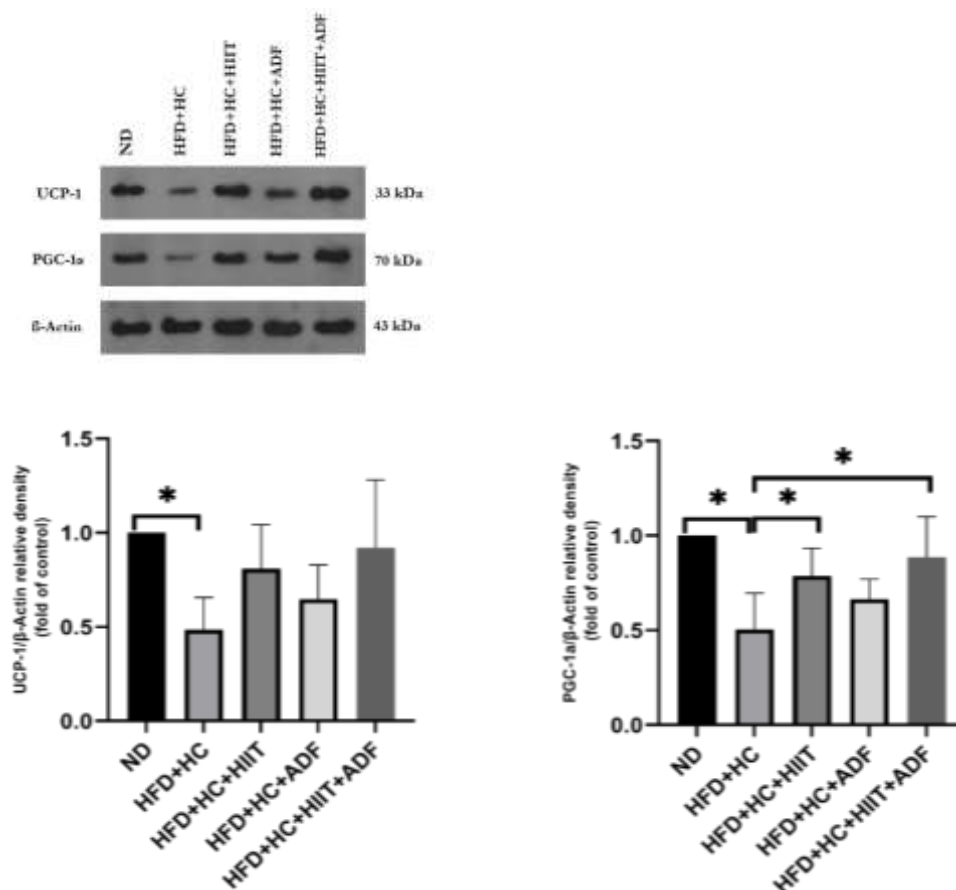 ND
HFD+HC
HFD+HC+HIIT
HFD+HC+ADF
HFD+HC+HIIT+ADF
UCP-1
33 kDa
PGC-1α
70 kDa
ß-Actin
43 kDa
UCP-1/β-Actin relative density
(fold of control)
1.5
1.0
0.5
0.0
*
ND
HFD+HC
HFD+HC+HIIT
HFD+HC+ADF
HFD+HC+HIIT+ADF
PGC-1a/β-Actin relative density
(fold of control)
1.5
1.0
0.5
0.0
*
*
*
ND
HFD+HC
HFD+HC+HIIT
HFD+HC+ADF
HFD+HC+HIIT+ADF